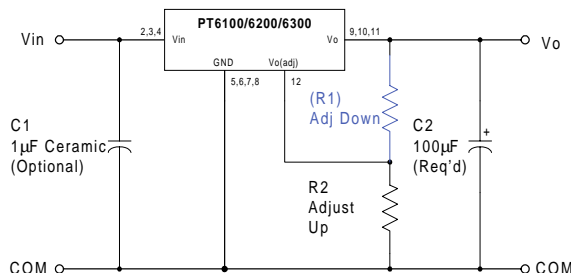 PT6100/6200/6300
Vin
2,3,4
Vin
Vo
9,10,11
Vo
GND
Vo(adj)
5,6,7,8
12
(R1)
Adj Down
C1
1µF Ceramic
(Optional)
C2
100µF
(Req'd)
+
R2
Adjust
Up
COM
COM